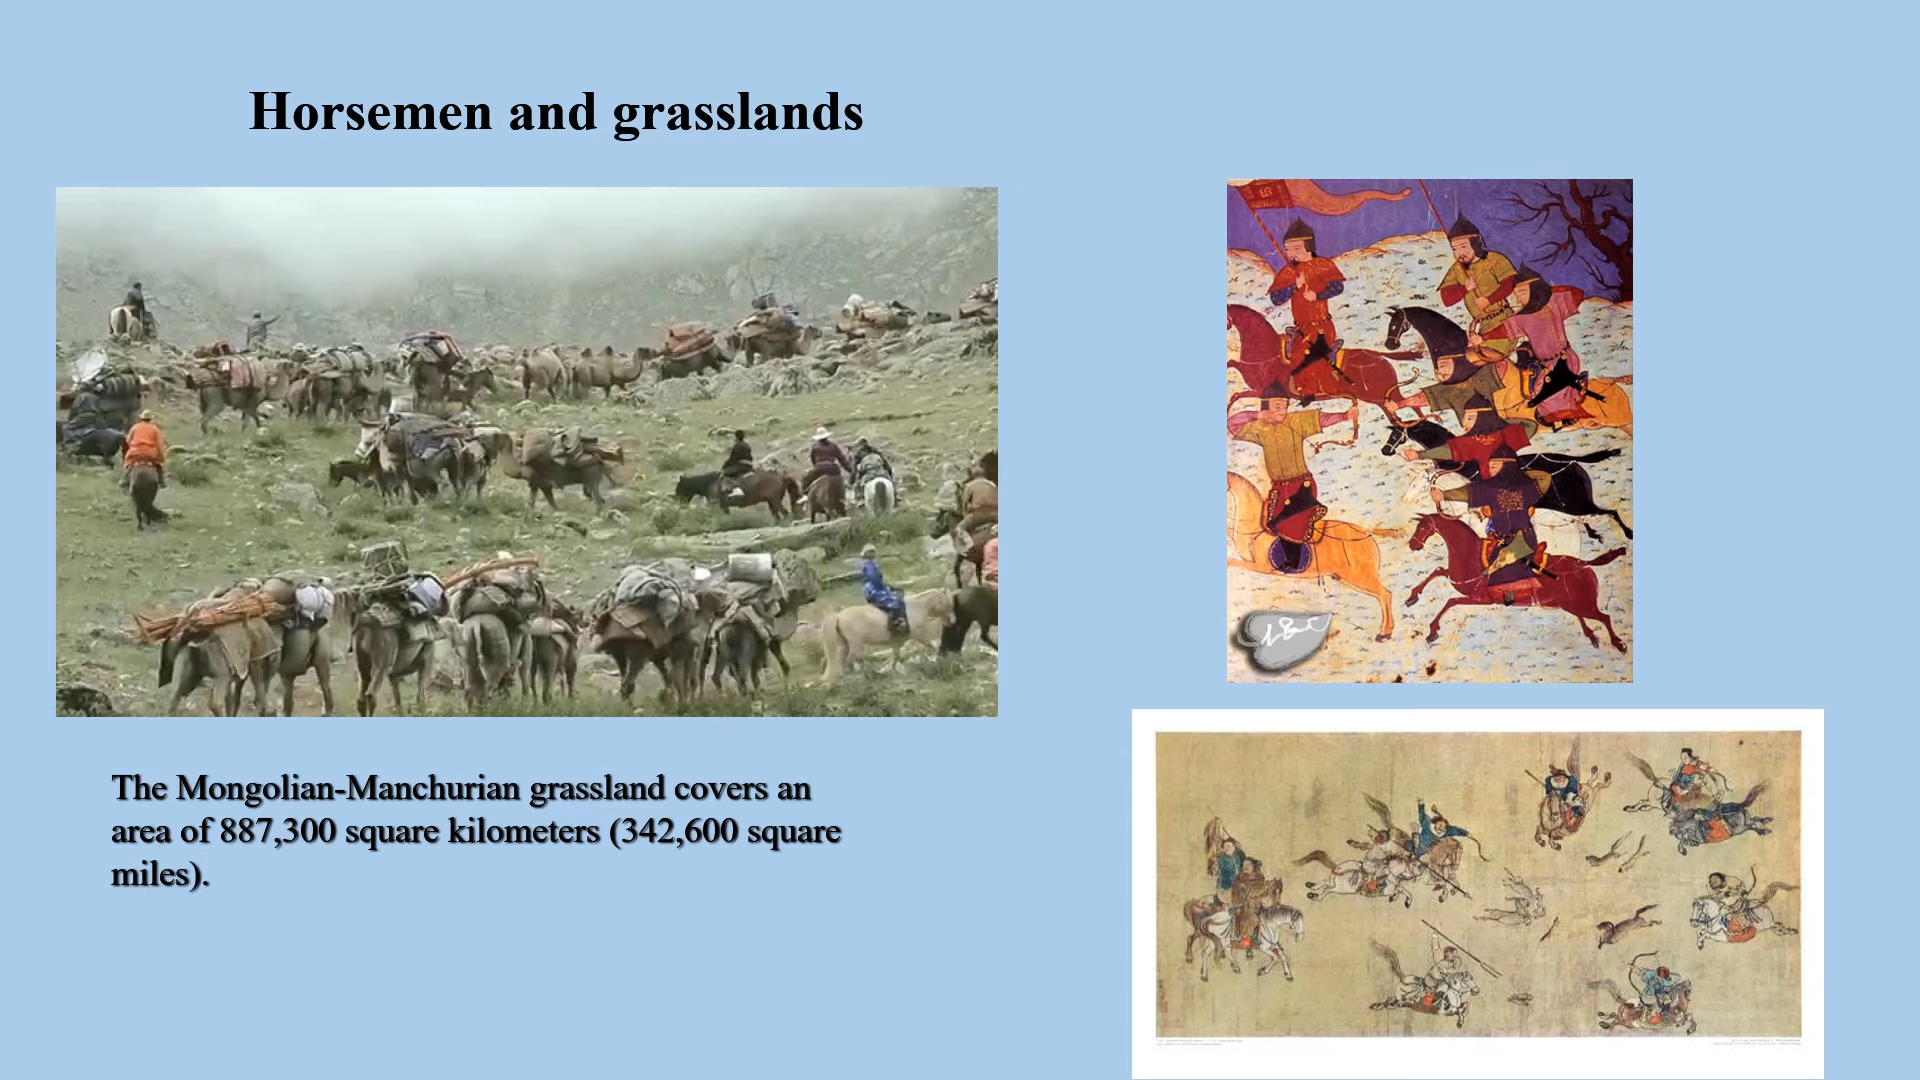 Horsemen and grasslands
The Mongolian-Manchurian grassland covers an
area of 887,300 square kilometers (342,600 square
miles).